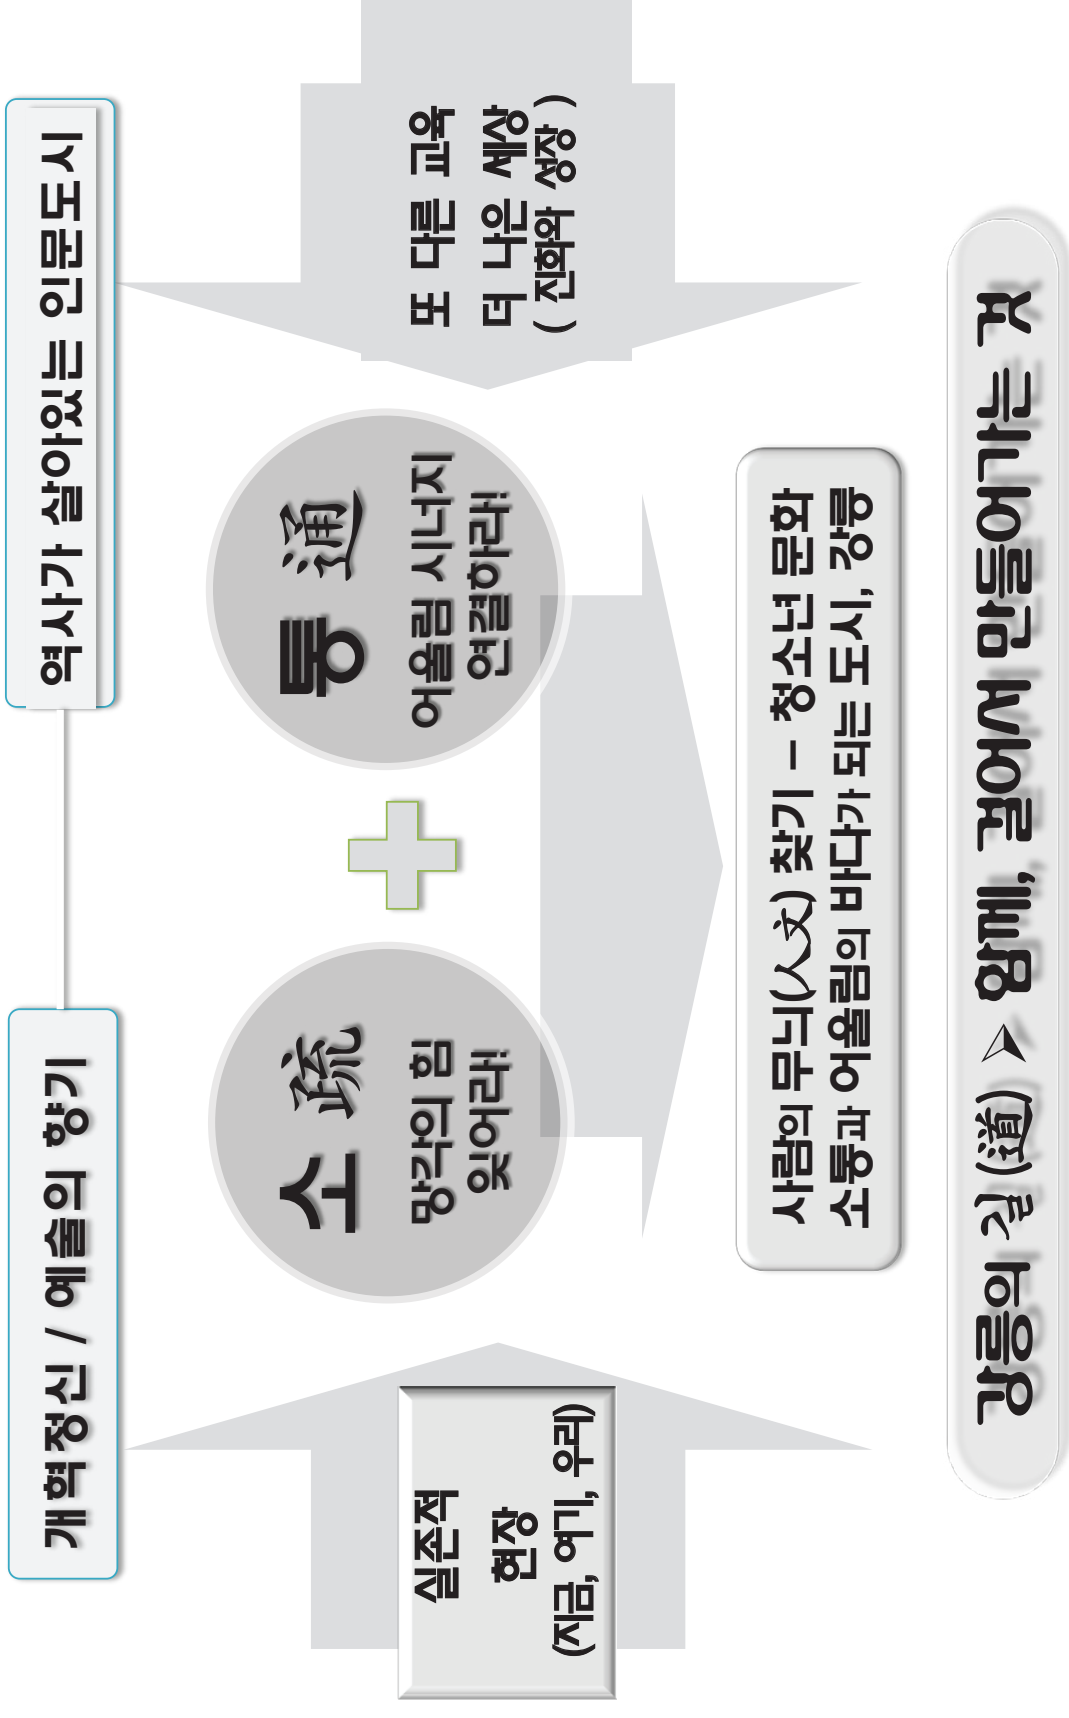 개혁정신 / 예술의 향기
역사가 살아있는 인문도시
실존적
현장
(지금, 여기, 우리)
소 疏
망각의 힘
잊어라!
통 通
어울림 시너지
연결하라!
또 다른 교육
더 나은 세상
( 진화와 성장 )
사람의 무늬(人文) 찾기 – 청소년 문화
소통과 어울림의 바다가 되는 도시, 강릉
강릉의 길(道) ➢ 함께, 걸어서 만들어가는 것